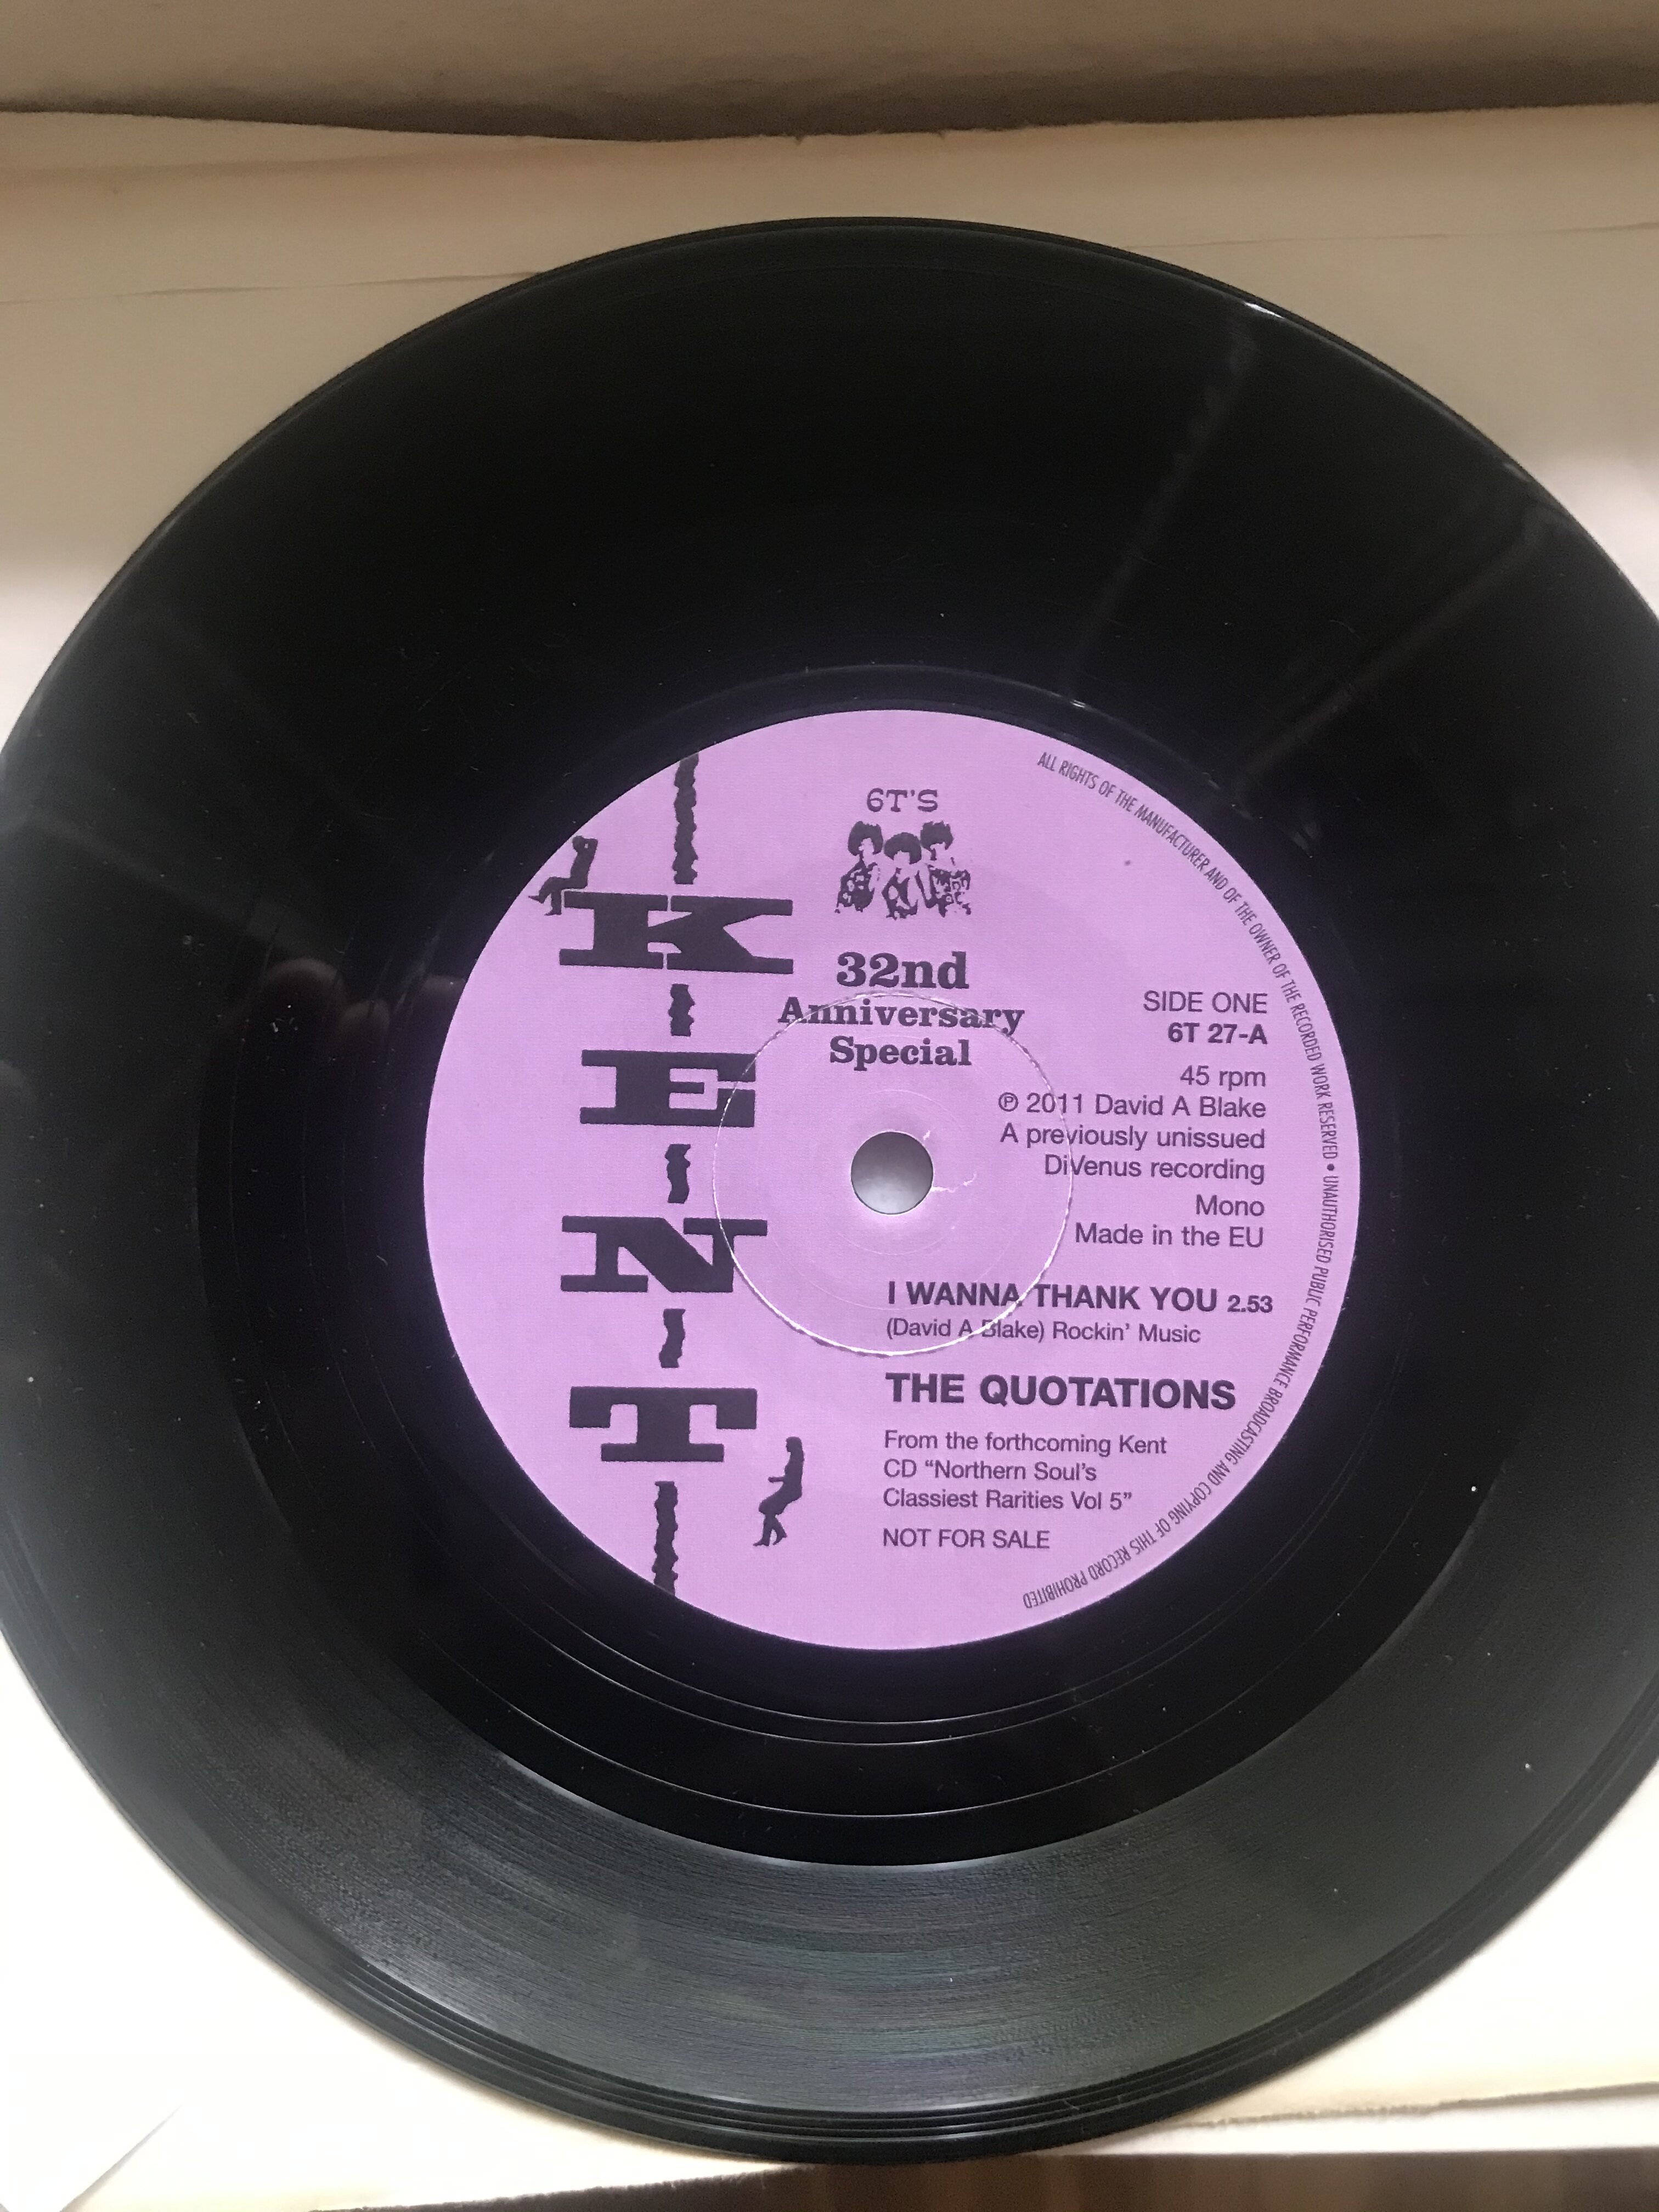 KENT
6T'S
32nd
Anniversary
Special
SIDE ONE
6T 27-A
45 rpm
℗ 2011 David A Blake
A previously unissued
DiVenus recording
Mono
Made in the EU
I WANNA THANK YOU 2.53
(David A Blake) Rockin' Music
THE QUOTATIONS
From the forthcoming Kent
CD “Northern Soul's
Classiest Rarities Vol 5”
NOT FOR SALE
ALL RIGHTS OF THE MANUFACTURER AND OF THE OWNER OF THE RECORDED WORK RESERVED • UNAUTHORISED PUBLIC PERFORMANCE BROADCASTING AND COPYING OF THIS RECORD PROHIBITED